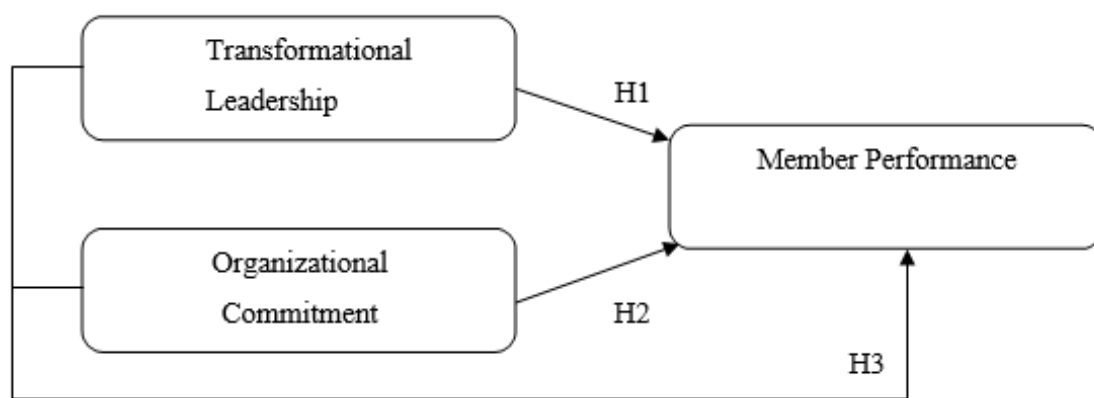 Transformational
Leadership
H1
Member Performance
Organizational
Commitment
H2
H3